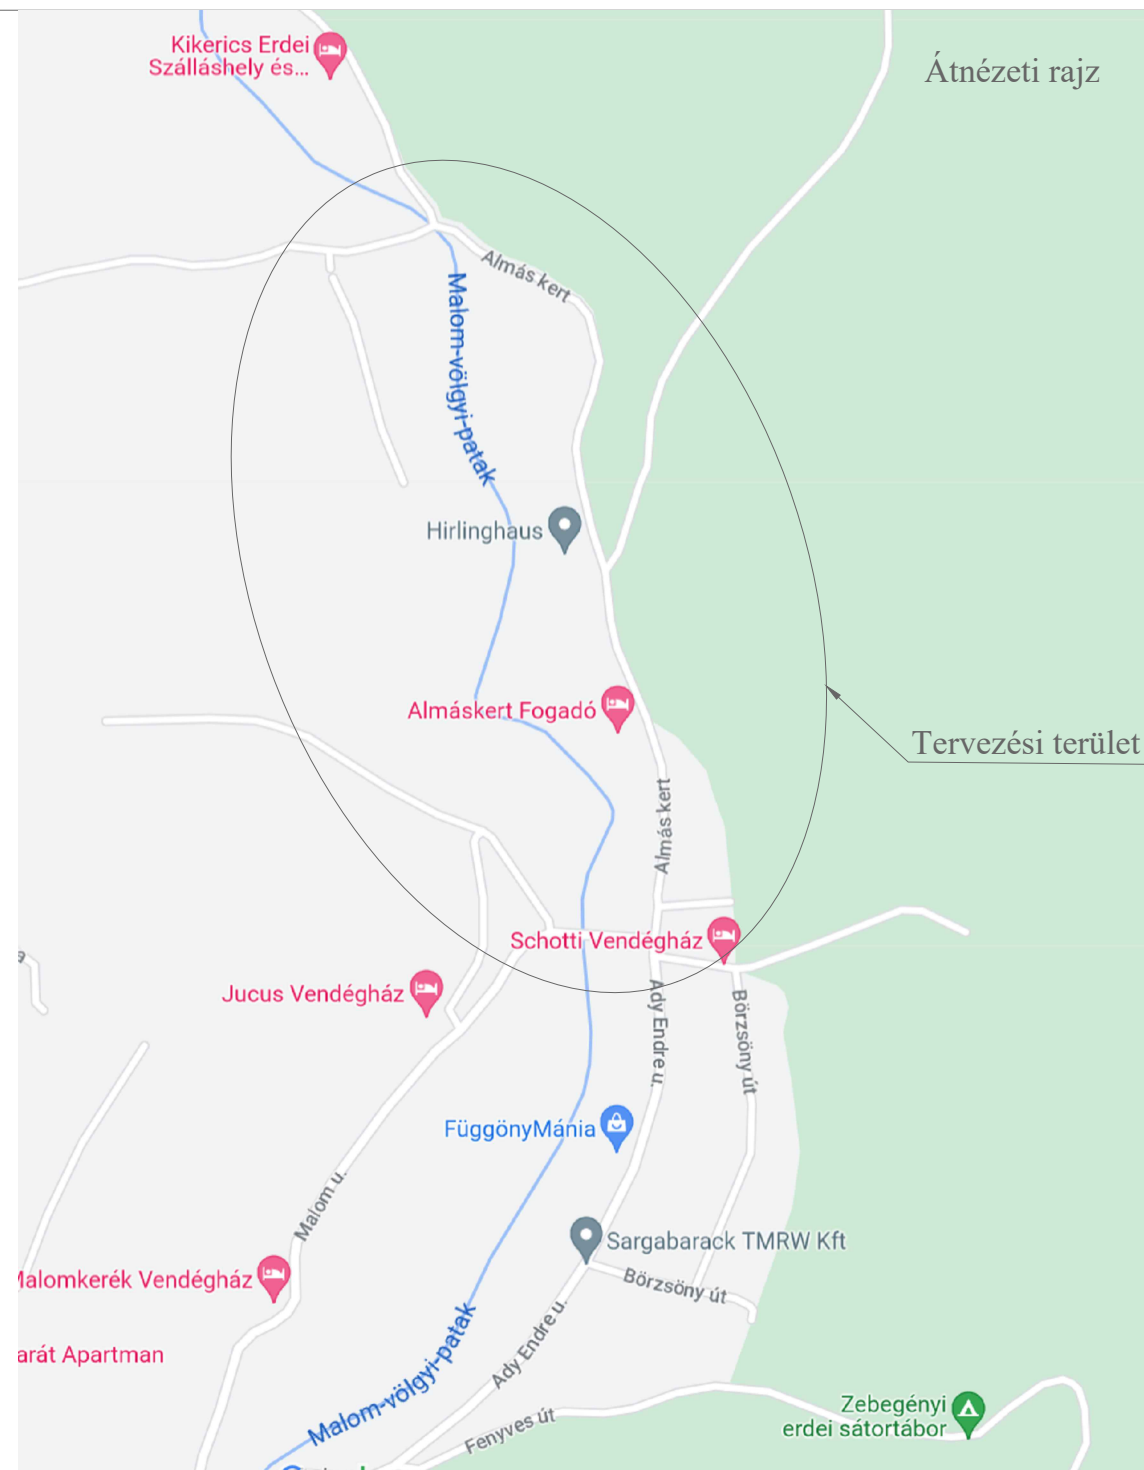 Kikerics Erdei
Szálláshely és...
Átnézeti rajz
Almás kert
Malom-völgyi-patak
Hirlinghaus
Almáskert Fogadó
Tervezési terület
Almás kert
Schotti Vendégház
Jucus Vendégház
Ady Endre u.
Börzsöny út
FüggönyMánia
Malom u.
Sargabarack TMRW Kft
Malomkerék Vendégház
Börzsöny út
arát Apartman
Ady Endre u.
Malom-völgyi-patak
Zebegényi
erdei sátortábor
Fenyves út